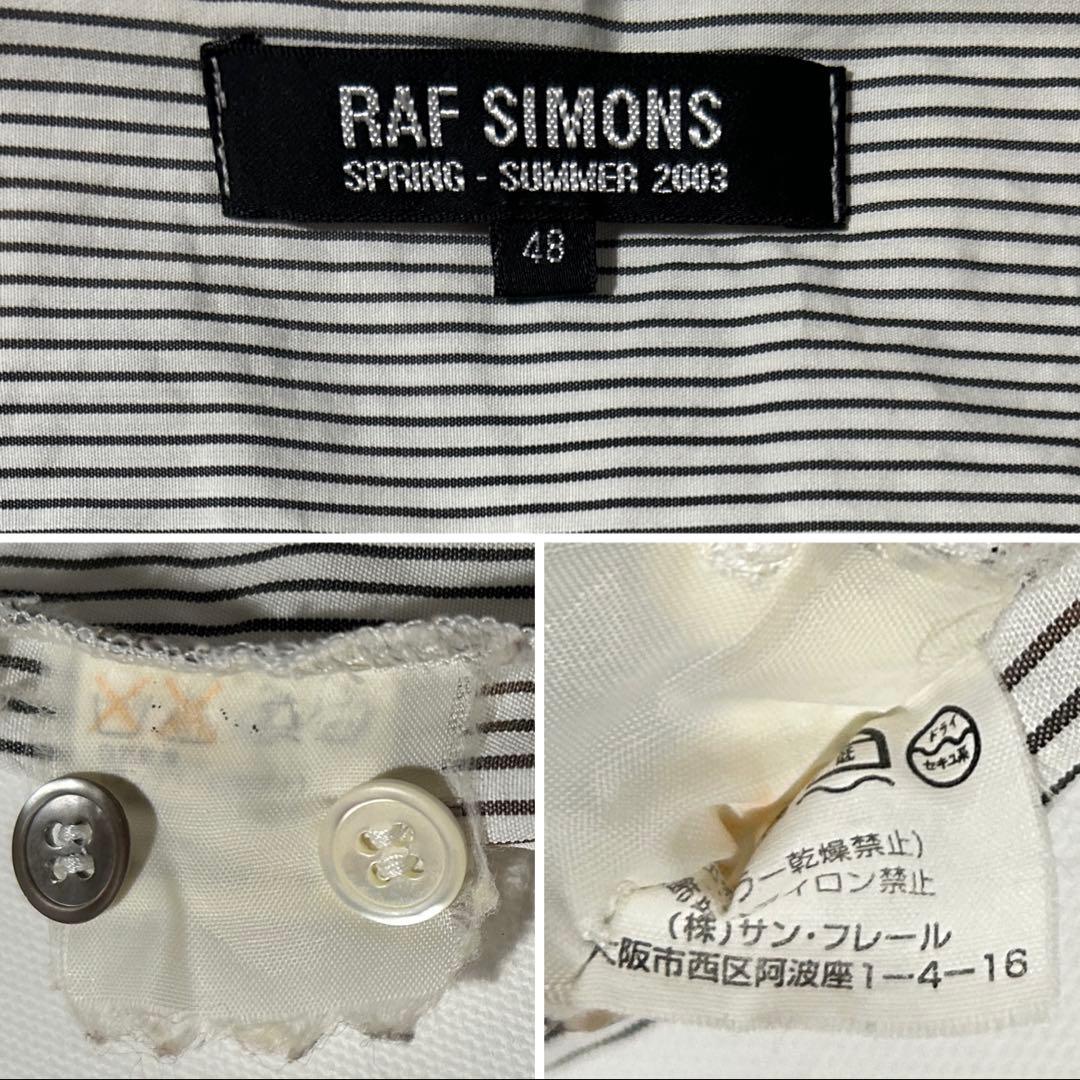 RAF SIMONS
SPRING - SUMMER 2003
48
ドライ
セキユ系
乾燥禁止)
イロン禁止
(株)サン・フレール
大阪市西区阿波座1-4-16